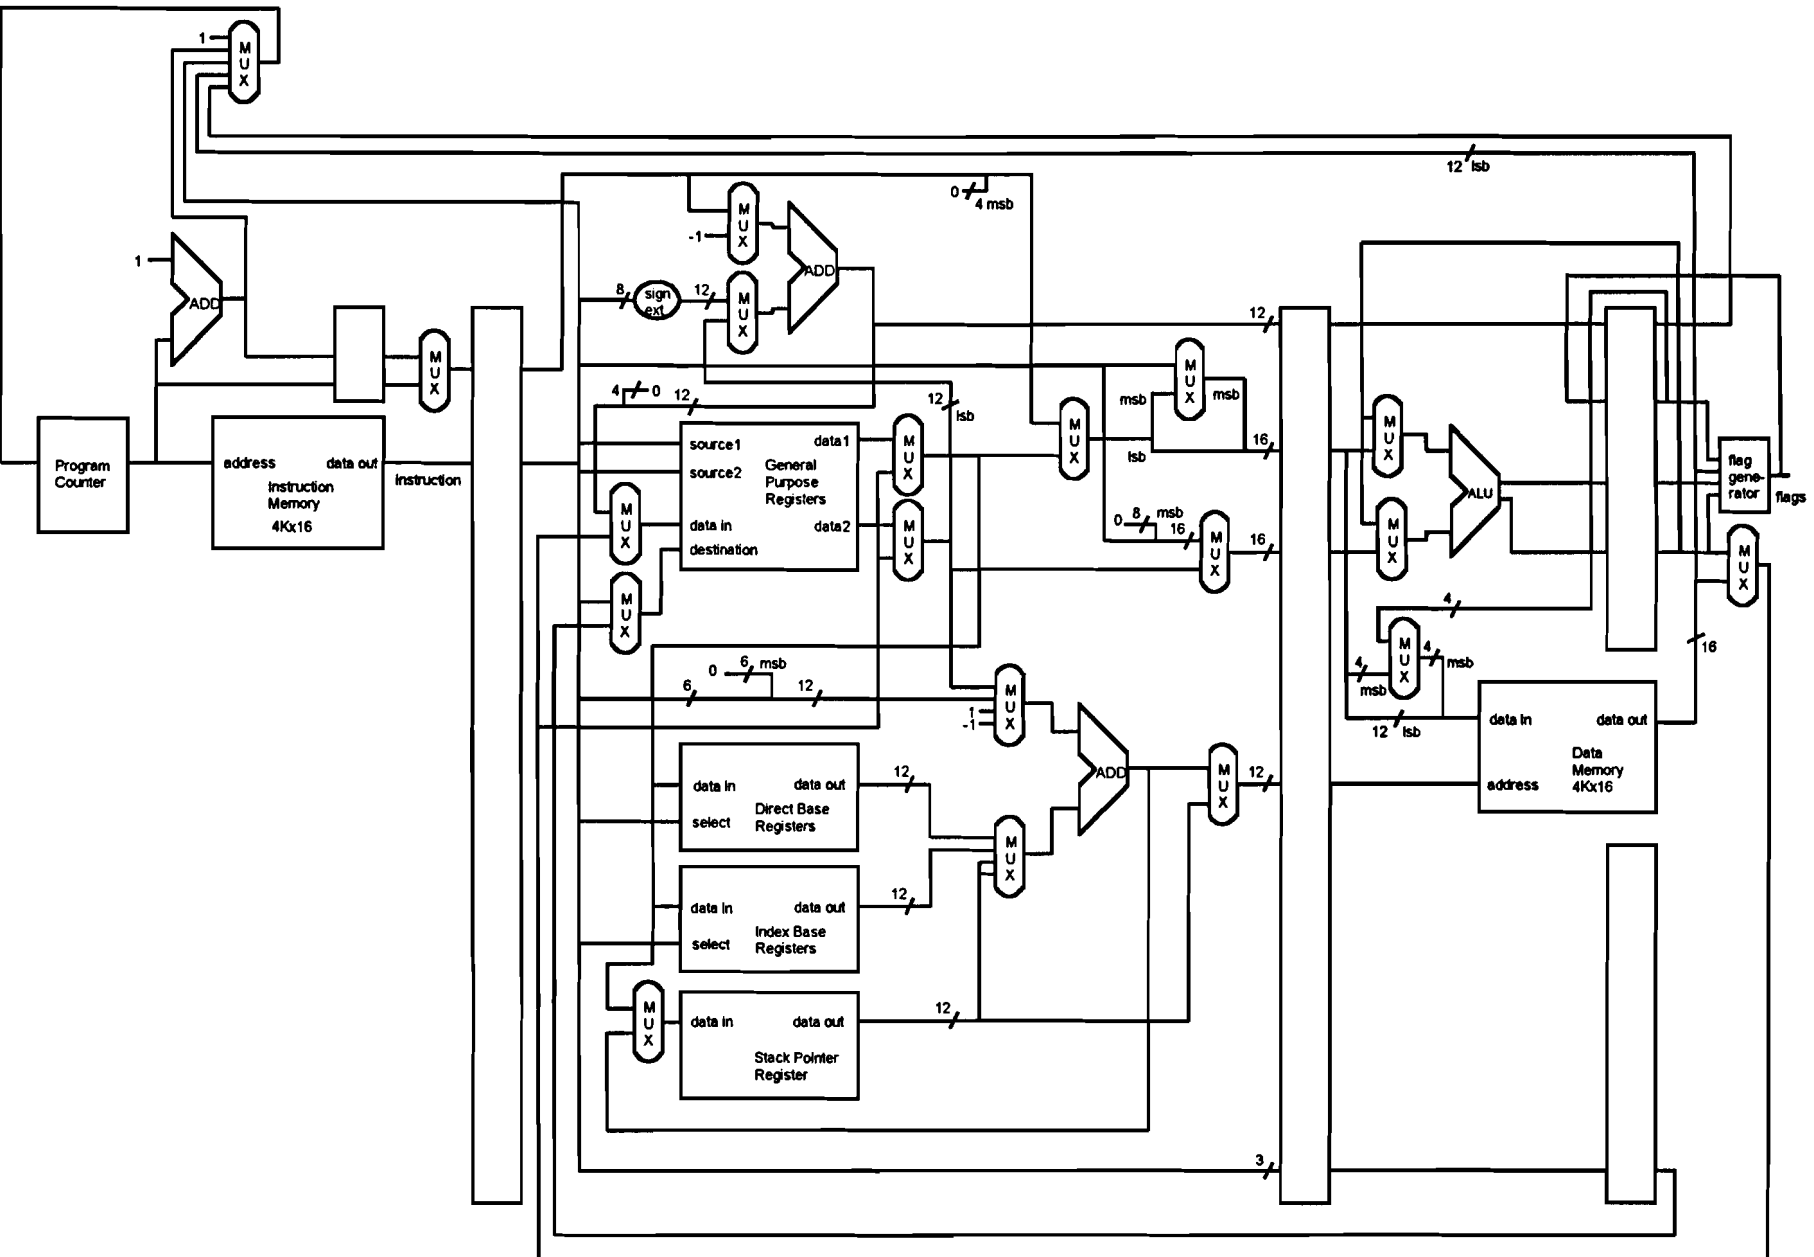 1
M
U
X
12 lsb
0
4 msb
M
U
X
-1
1
ADD
ADD
8
sign
ext
12
M
U
X
12
M
U
X
M
U
X
msb
msb
4
0
12
12
lsb
M
U
X
Program
Counter
address
data out
Instruction
Memory
4Kx16
instruction
source1
source2
data in
destination
data1
data2
General
Purpose
Registers
M
U
X
M
U
X
lsb
16
M
U
X
ALU
flag
gene-
rator
flags
M
U
X
M
U
X
0
8
msb
16
M
U
X
16
M
U
X
M
U
X
M
U
X
4
M
U
X
4
msb
4
msb
16
12
lsb
0
6
msb
6
12
M
U
X
1
-1
data in
data out
Data
Memory
4Kx16
address
data in
data out
Direct Base
Registers
select
12
ADD
M
U
X
12
M
U
X
data in
data out
Index Base
Registers
select
12
M
U
X
data in
data out
Stack Pointer
Register
12
3